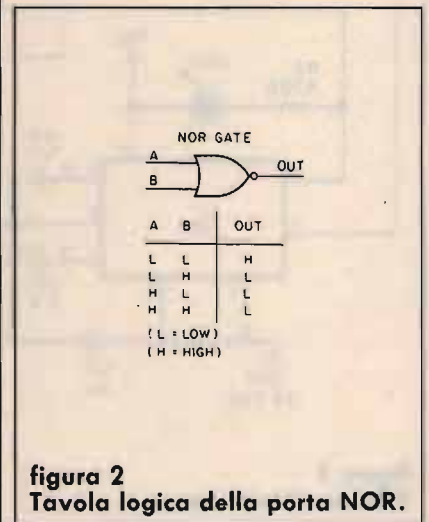 NOR GATE
A
OUT
B
A B OUT
L L H
L H L
H L L
H H L
( L = LOW )
( H = HIGH )
figura 2
Tavola logica della porta NOR.